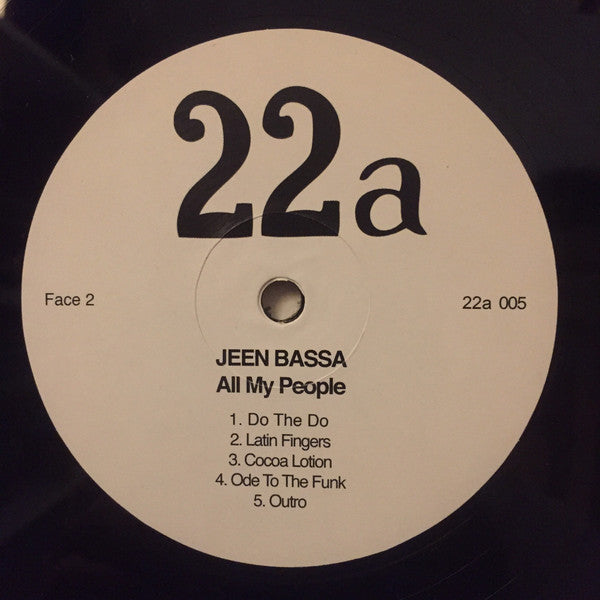 22a
Face 2
22a 005
JEEN BASSA
All My People
1. Do The Do
2. Latin Fingers
3. Cocoa Lotion
4. Ode To The Funk
5. Outro